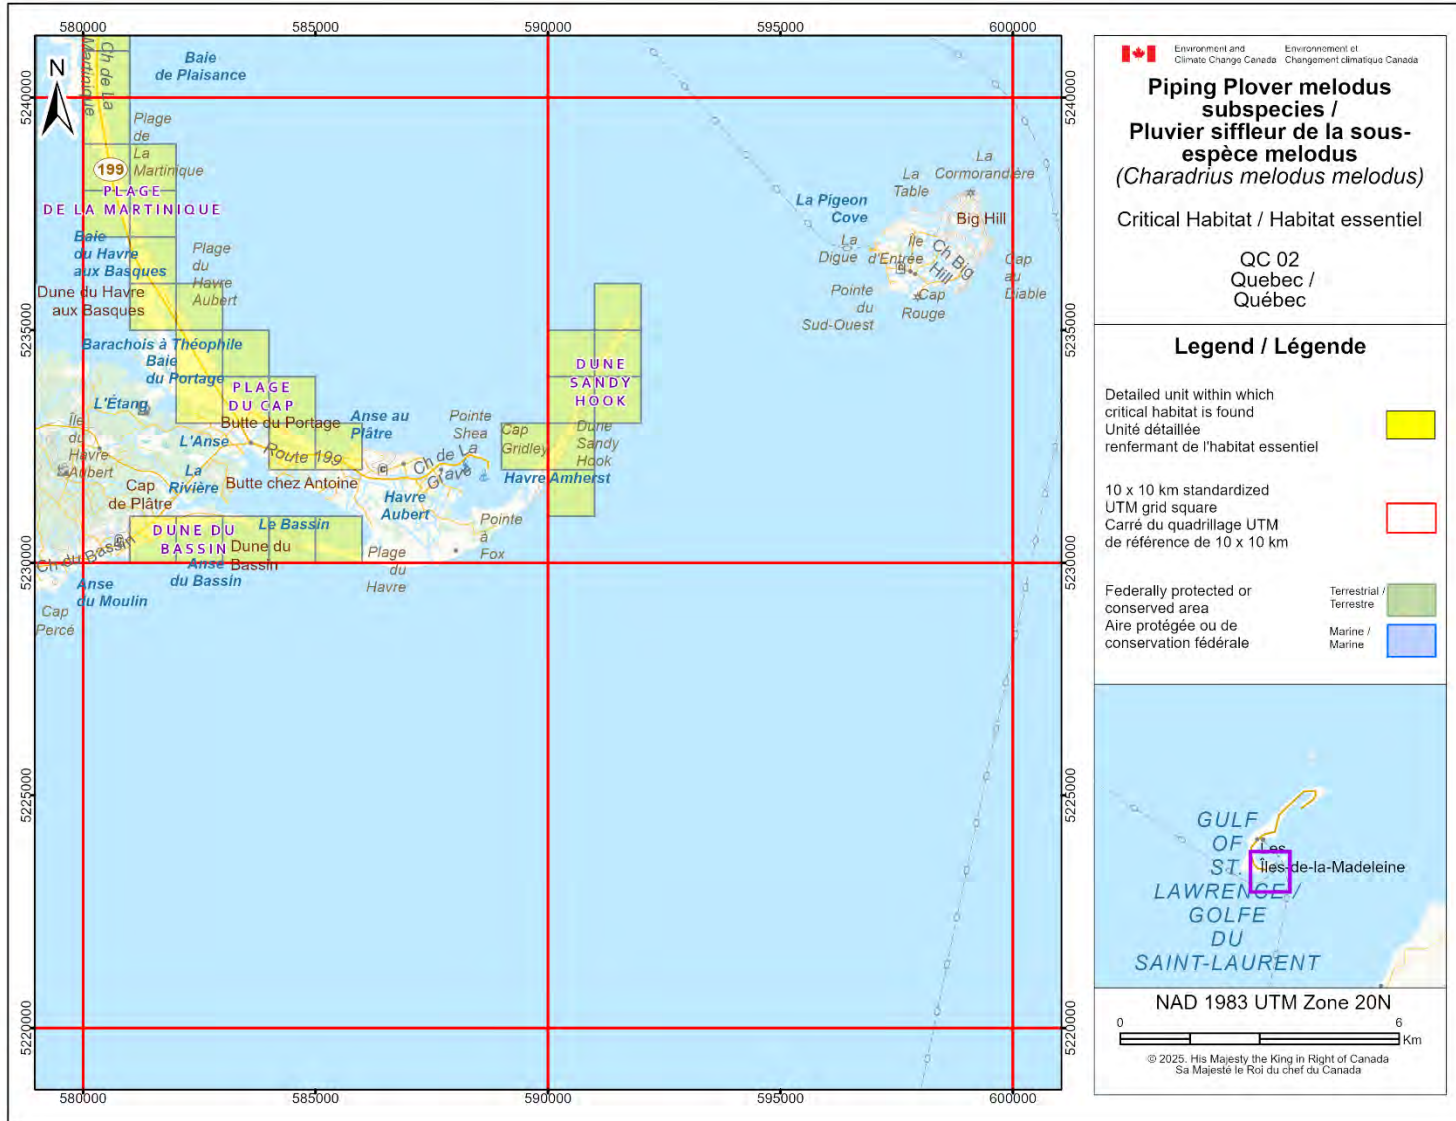 580000
585000
590000
595000
600000
5240000
5235000
5230000
5225000
5220000
5240000
5235000
5230000
5225000
5220000
580000
585000
590000
595000
600000
N
Ch de La
Martinique
Baie
de Plaisance
Plage
de
La
Martinique
199
PLAGE
DE LA MARTINIQUE
Baie
du Havre
aux Basques
Plage
du
Havre
Aubert
Dune du Havre
aux Basques
Barachois à Théophile
Baie
du Portage
PLAGE
DU CAP
L'Étang
Butte du Portage
Île
du
Havre
Aubert
L'Anse
La
Rivière
Route 199
Butte chez Antoine
Anse au
Plâtre
Pointe
Shea
Ch de La
Grave
Cap
Gridley
Dune
Sandy
Hook
DUNE
SANDY
HOOK
Havre Amherst
Havre
Aubert
Pointe
à
Fox
Cap
de Plâtre
DUNE DU
BASSIN
Le Bassin
Dune du
Bassin
Anse
du Bassin
Plage
du
Havre
Ch du Bassin
Anse
du Moulin
Cap
Percé
La
Cormorandière
La
Table
La Pigeon
Cove
Big Hill
La
Digue
Ile
d'Entrée
Ch Big
Hill
Cap
au
Diable
Pointe
du
Sud-Ouest
Cap
Rouge
Environment and
Climate Change Canada
Environnement et
Changement climatique Canada
Piping Plover melodus
subspecies /
Pluvier siffleur de la sous-
espèce melodus
(Charadrius melodus melodus)
Critical Habitat / Habitat essentiel
QC 02
Quebec /
Québec
Legend / Légende
Detailed unit within which
critical habitat is found
Unité détaillée
renfermant de l'habitat essentiel
10 x 10 km standardized
UTM grid square
Carré du quadrillage UTM
de référence de 10 x 10 km
Federally protected or
conserved area
Aire protégée ou de
conservation fédérale
Terrestrial /
Terrestre
Marine /
Marine
GULF
OF
ST.
LAWRENCE /
GOLFE
DU
SAINT-LAURENT
Les
Îles-de-la-Madeleine
NAD 1983 UTM Zone 20N
0
6
Km
© 2025. His Majesty the King in Right of Canada
Sa Majesté le Roi du chef du Canada